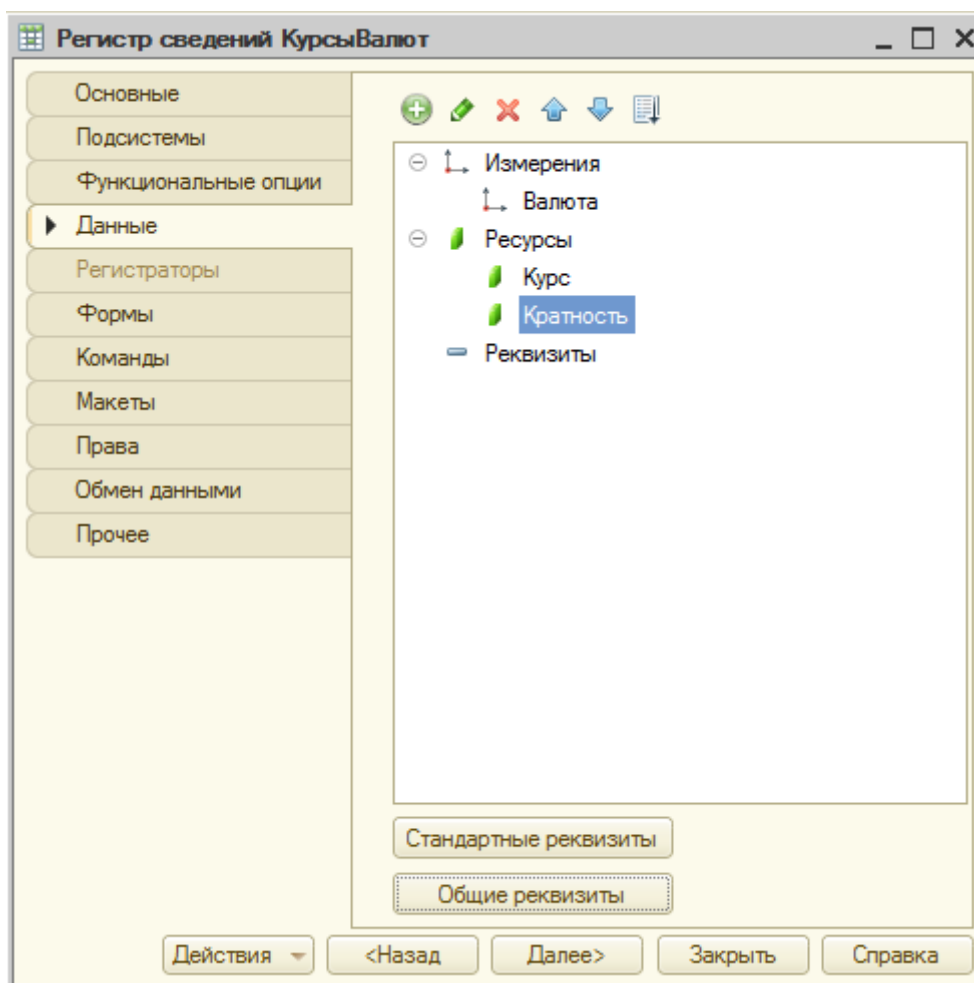 Регистр сведений КурсыВалют
Основные
Подсистемы
Функциональные опции
Данные
Регистраторы
Формы
Команды
Макеты
Права
Обмен данными
Прочее
Измерения
Валюта
Ресурсы
Курс
Кратность
Реквизиты
Стандартные реквизиты
Общие реквизиты
Действия <Назад Далее> Закрыть Справка